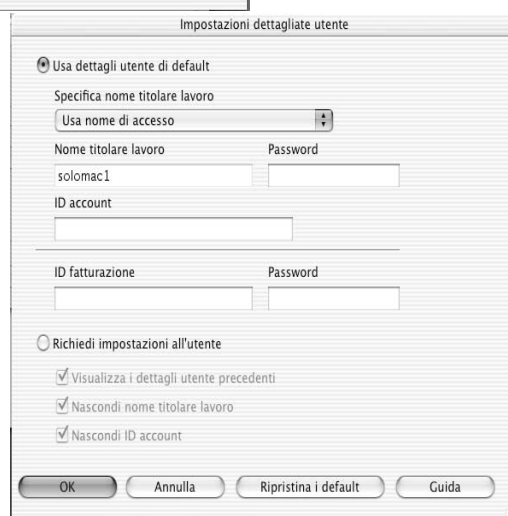 Impostazioni dettagliate utente
Usa dettagli utente di default
Specifica nome titolare lavoro
Usa nome di accesso
Nome titolare lavoro Password
solomac1
ID account
ID fatturazione Password
Richiedi impostazioni all'utente
Visualizza i dettagli utente precedenti
Nascondi nome titolare lavoro
Nascondi ID account
OK Annulla Ripristina i default Guida